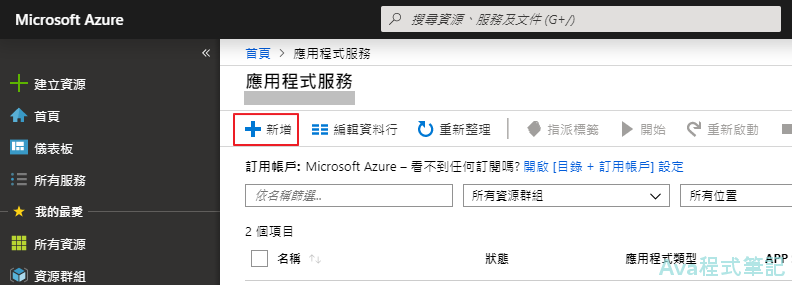 Microsoft Azure
搜尋資源、服務及文件 (G+/)
«
建立資源
首頁
儀表板
所有服務
我的最愛
所有資源
資源群組
首頁 > 應用程式服務
應用程式服務
新增 編輯資料行 重新整理 指派標籤 開始 重新啟動
訂用帳戶: Microsoft Azure – 看不到任何訂閱嗎? 開啟 [目錄 + 訂用帳戶] 設定
依名稱篩選... 所有資源群組 所有位置
2 個項目
名稱 ↑↓ 狀態 應用程式類型 APP
Ava程式筆記